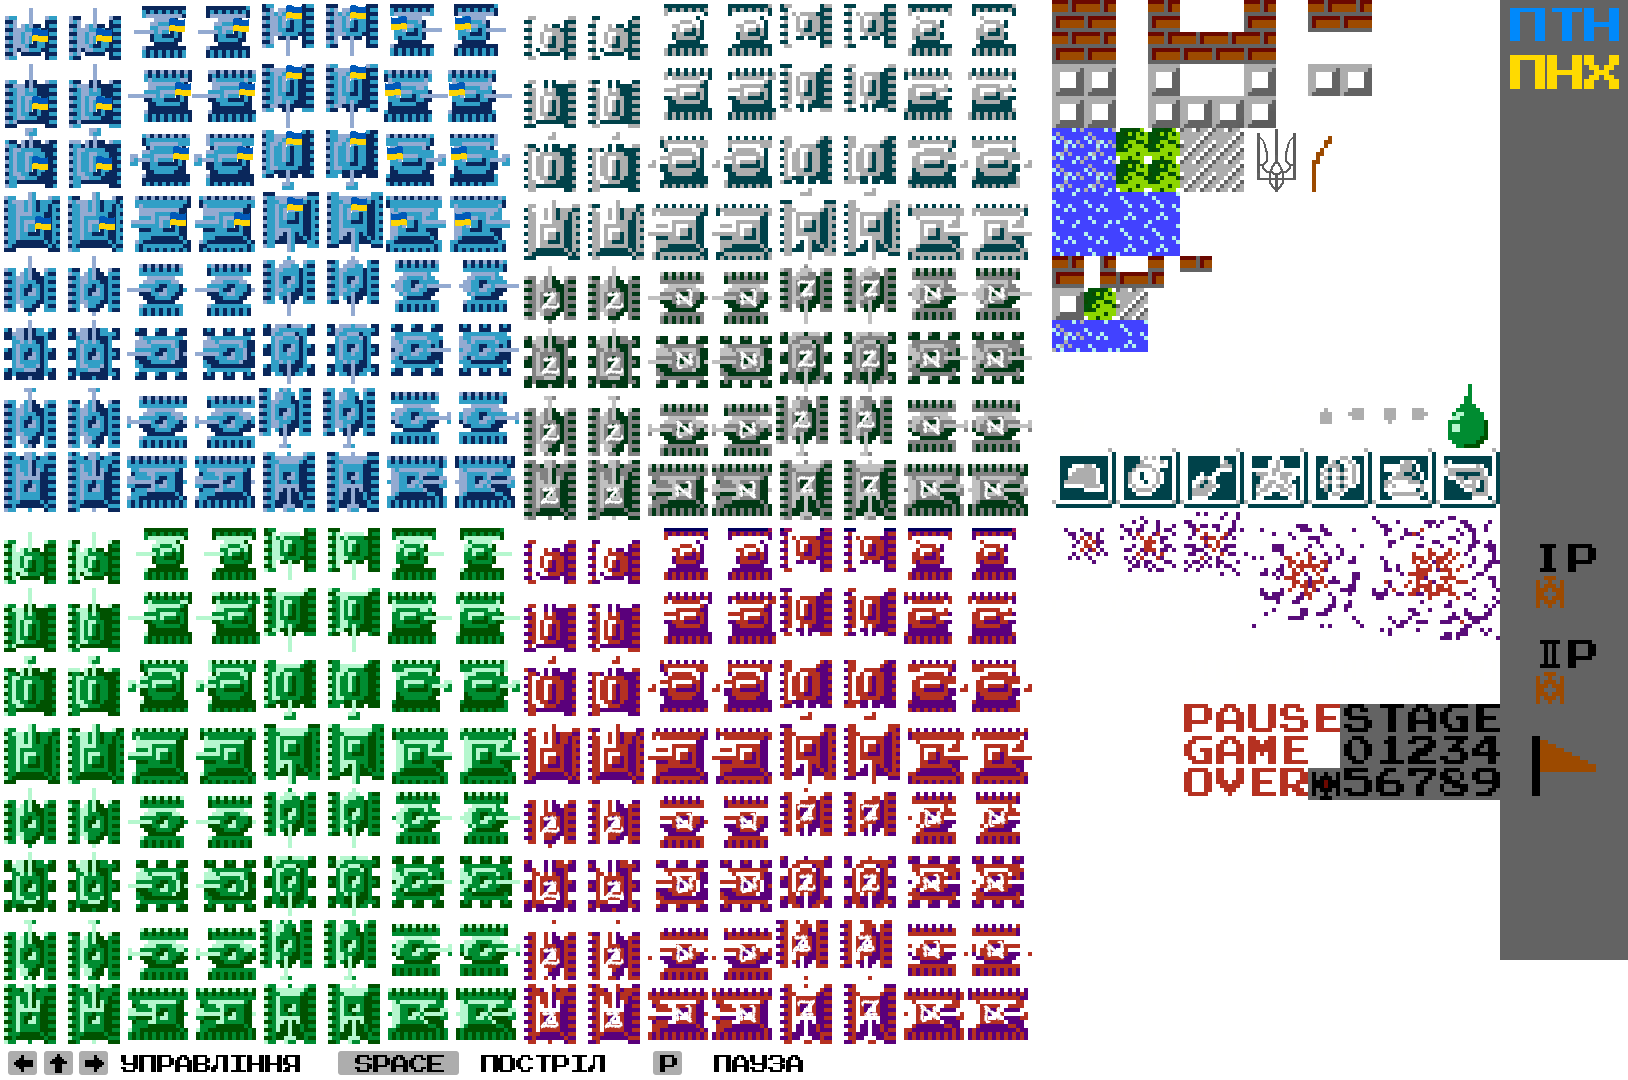 ПТН
ПНХ
IP
IIP
PAUSE STAGE
GAME 01234
OVER 56789
УПРАВЛІННЯ SPACE ПОСТРІЛ P ПАУЗА